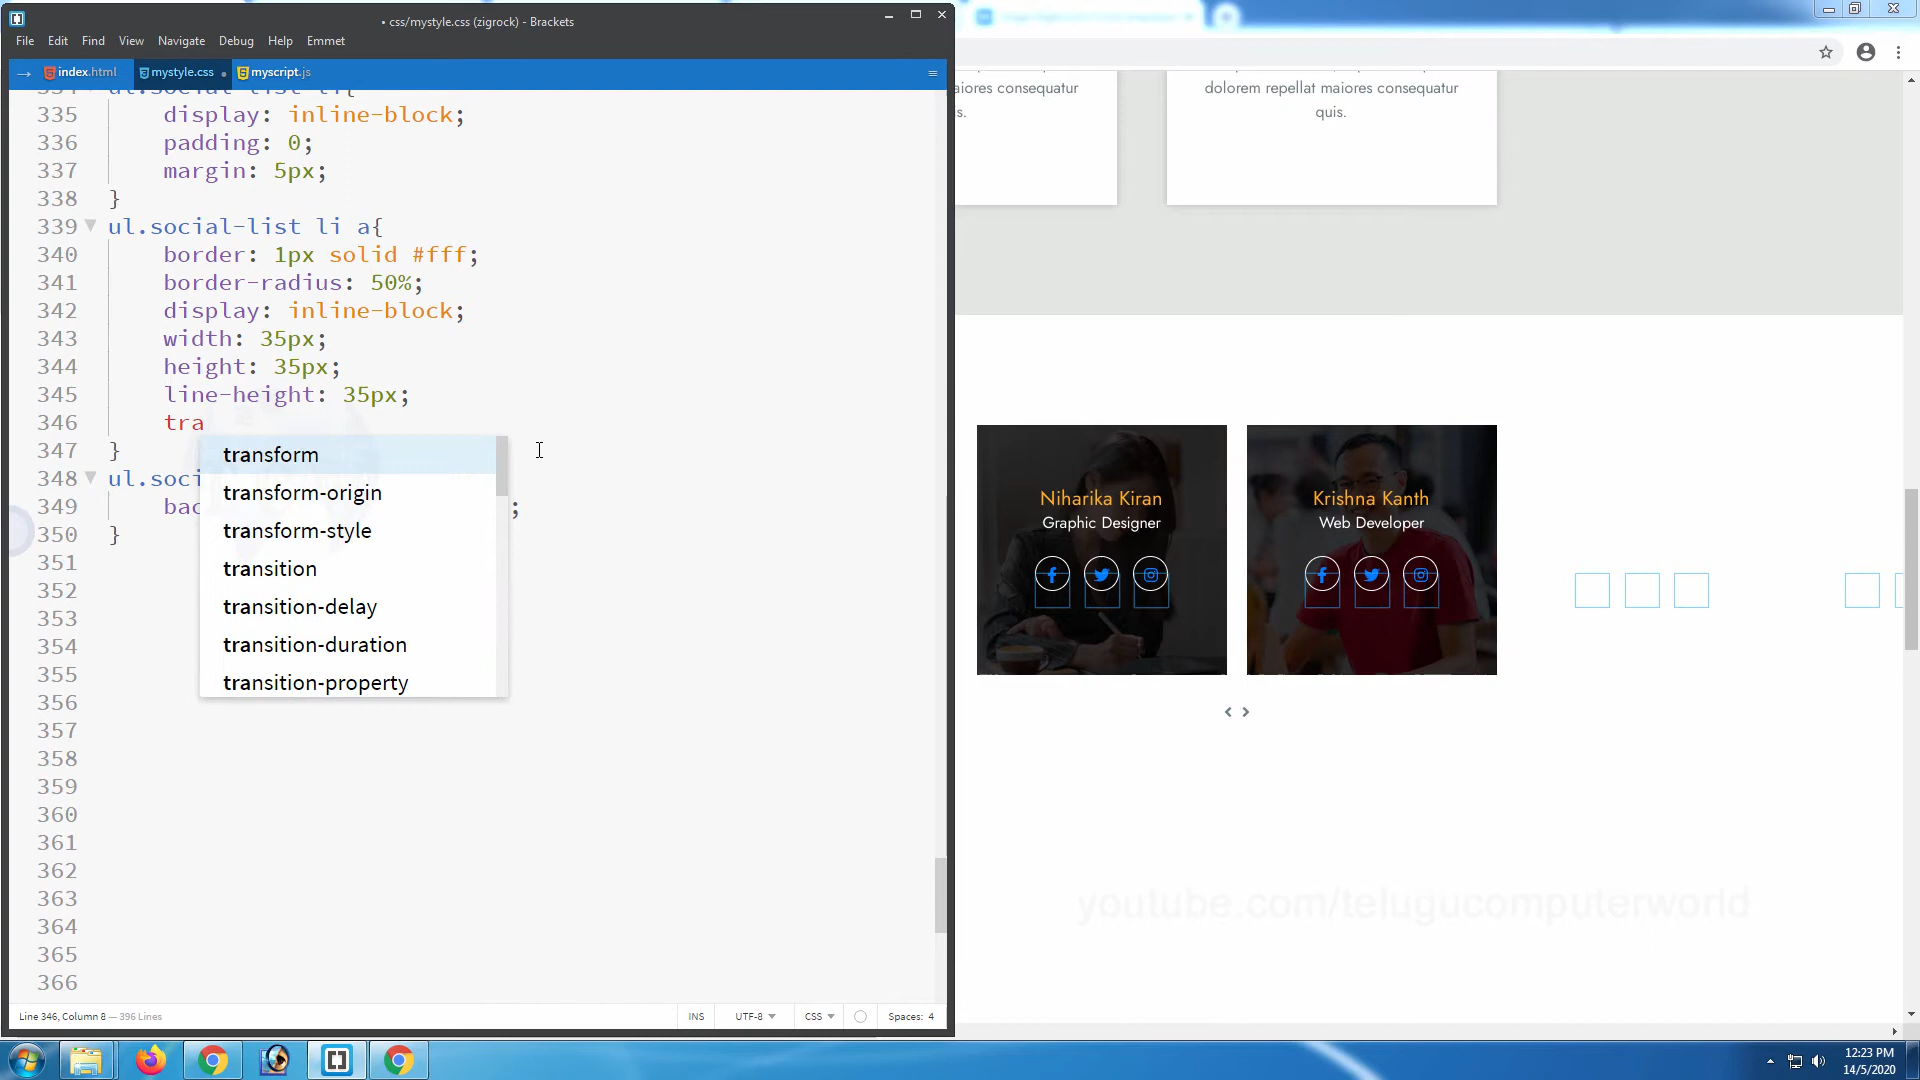 • css/mystyle.css (zigrock) - Brackets
File Edit Find View Navigate Debug Help Emmet
index.html mystyle.css • myscript.js
335 display: inline-block;
336 padding: 0;
337 margin: 5px;
338 }
339 ul.social-list li a{
340 border: 1px solid #fff;
341 border-radius: 50%;
342 display: inline-block;
343 width: 35px;
344 height: 35px;
345 line-height: 35px;
346 tra
347 }
348 ul.soci
349 bac ;
350 }
351
352
353
354
355
356
357
358
359
360
361
362
363
364
365
366
transform
transform-origin
transform-style
transition
transition-delay
transition-duration
transition-property
Line 346, Column 8 — 396 Lines
INS UTF-8 CSS Spaces: 4
aiores consequatur
is.
dolorem repellat maiores consequatur
quis.
Niharika Kiran
Graphic Designer
Krishna Kanth
Web Developer
youtube.com/telugucomputerworld
12:23 PM
14/5/2020